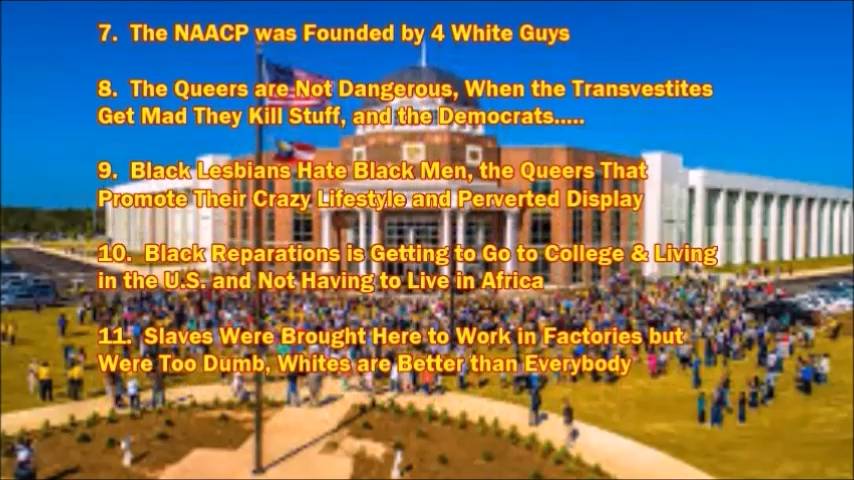 7. The NAACP was Founded by 4 White Guys
8. The Queers are Not Dangerous, When the Transvestites
Get Mad They Kill Stuff, and the Democrats.....
9. Black Lesbians Hate Black Men, the Queers That
Promote Their Crazy Lifestyle and Perverted Display
10. Black Reparations is Getting to Go to College & Living
in the U.S. and Not Having to Live in Africa
11. Slaves Were Brought Here to Work in Factories but
Were Too Dumb, Whites are Better than Everybody